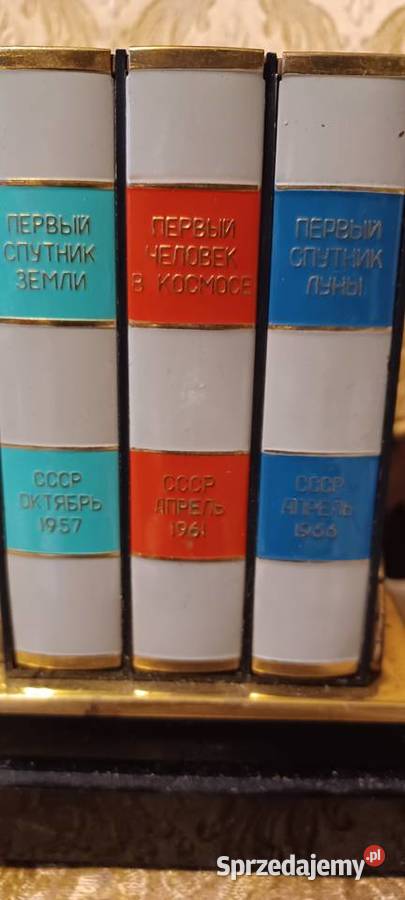 ПЕРВЫЙ
СПУТНИК
ЗЕМЛИ
СССР
ОКТЯБРЬ
1957
ПЕРВЫЙ
ЧЕЛОВЕК
В КОСМОСЕ
СССР
АПРЕЛЬ
1961
ПЕРВЫЙ
СПУТНИК
ЛУНЫ
СССР
АПРЕЛЬ
1966
Sprzedajemy.pl